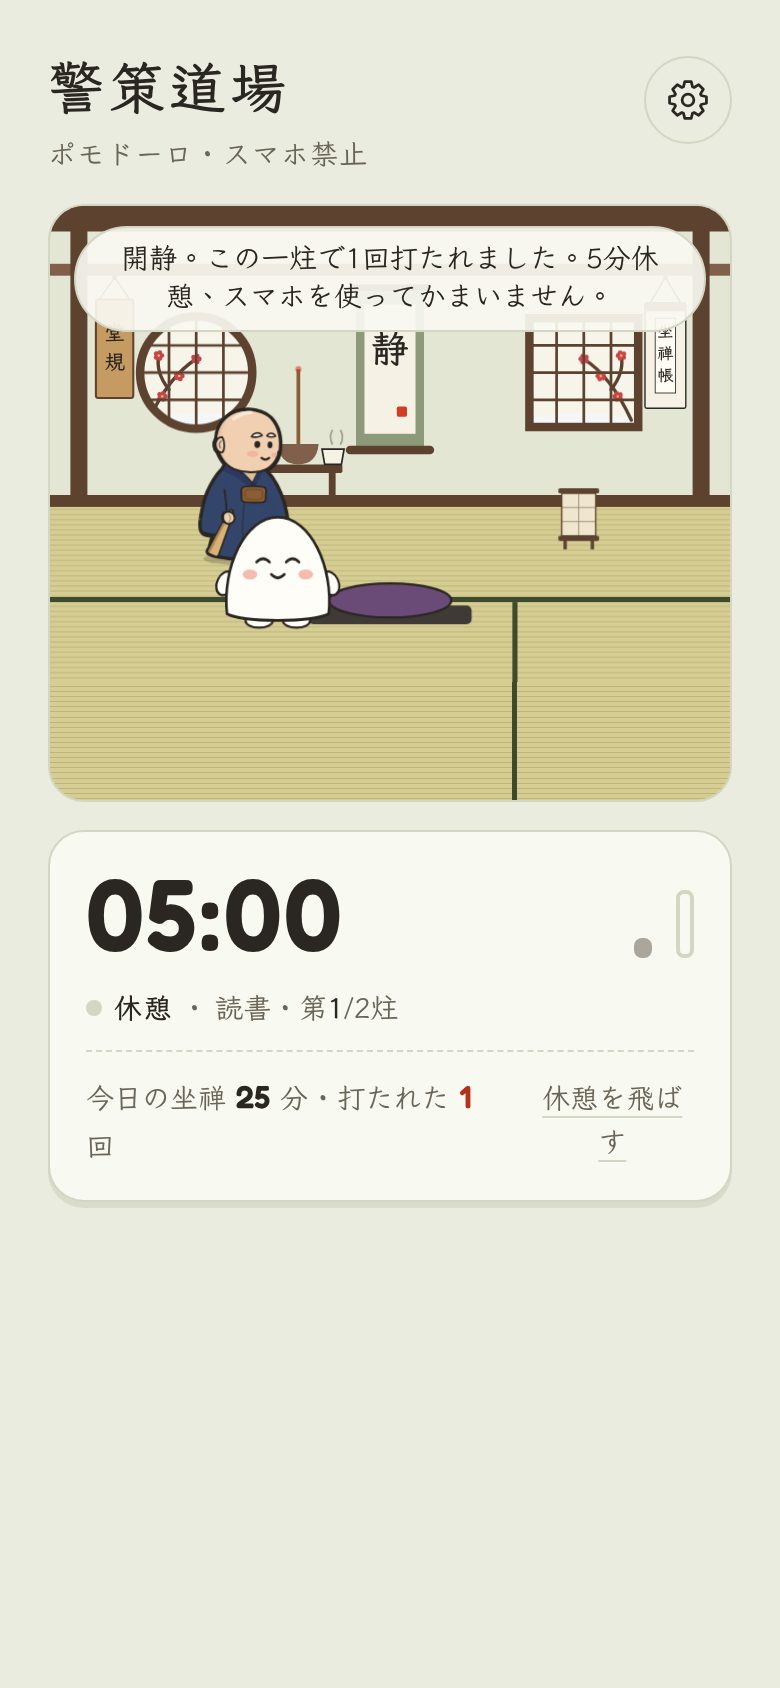 警策道場
ポモドーロ・スマホ禁止
開静。この一炷で1回打たれました。5分休
憩、スマホを使ってかまいません。
堂規
静
坐禅帳
05:00
休憩 ・ 読書・第1/2炷
今日の坐禅 25 分・打たれた 1
回
休憩を飛ば
す